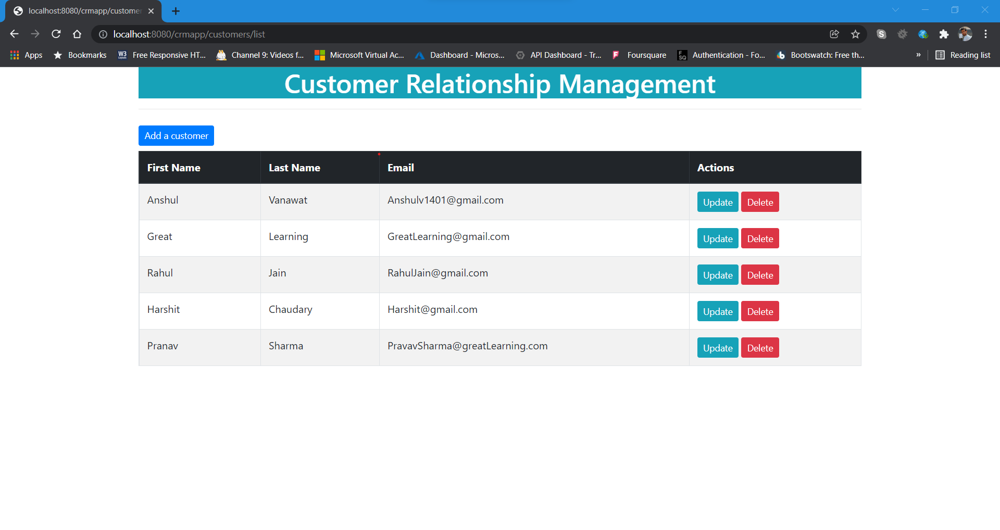 localhost:8080/crmapp/customer
localhost:8080/crmapp/customers/list
Apps Bookmarks W3 Free Responsive HT... Channel 9: Videos f... Microsoft Virtual Ac... Dashboard - Micros... API Dashboard - Tr... Foursquare Authentication - Fo... Bootswatch: Free th... » Reading list
Customer Relationship Management
Add a customer
First Name Last Name Email Actions
Anshul Vanawat Anshulv1401@gmail.com Update Delete
Great Learning GreatLearning@gmail.com Update Delete
Rahul Jain RahulJain@gmail.com Update Delete
Harshit Chaudary Harshit@gmail.com Update Delete
Pranav Sharma PravavSharma@greatLearning.com Update Delete